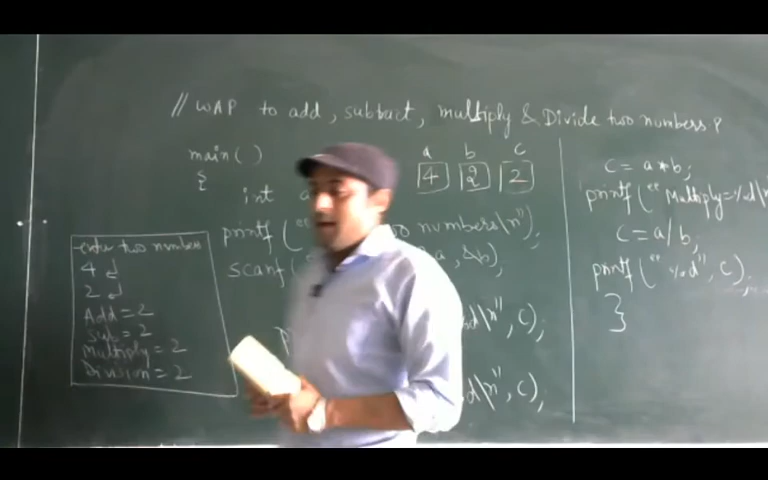 // WAP to add, subtract, multiply & Divide two numbers ?
main( )
{
int a
a b c
4 2 2
printf (" two numbers\n");
scanf ( a, &b);
d\n", c);
d\n", c);
c = a * b;
printf (" Multiply=%d\n
c = a / b;
printf (" %d", c);
}
enter two numbers
4 ↲
2 ↲
Add = 2
Sub = 2
Multiply = 2
Division = 2